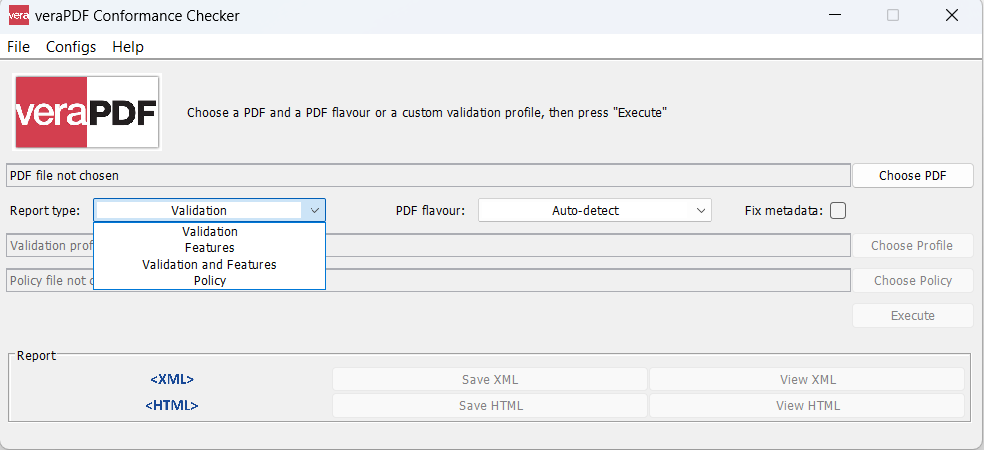 vera veraPDF Conformance Checker
File Configs Help
veraPDF
Choose a PDF and a PDF flavour or a custom validation profile, then press "Execute"
PDF file not chosen Choose PDF
Report type: Validation PDF flavour: Auto-detect Fix metadata:
Validation
Features
Validation and Features
Policy
Validation prof Choose Profile
Policy file not c Choose Policy
Execute
Report
<XML> Save XML View XML
<HTML> Save HTML View HTML